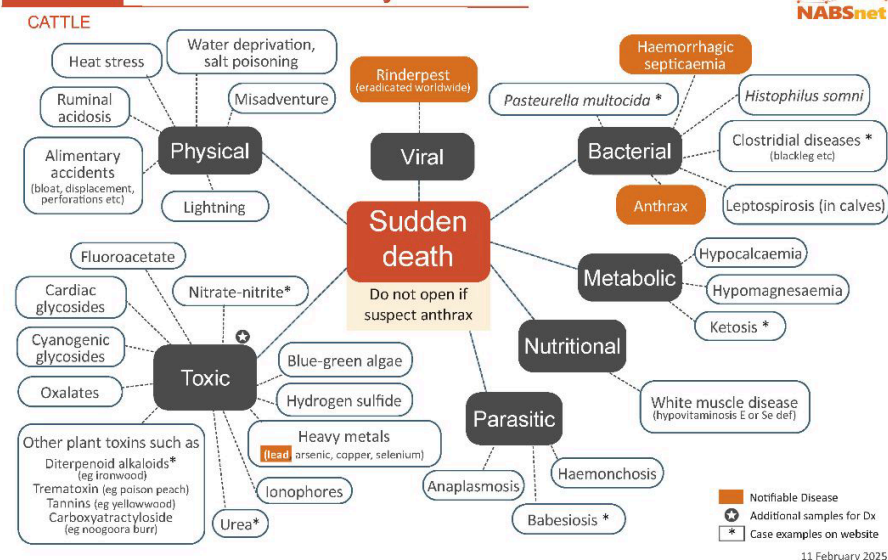 CATTLE
NABSnet
Heat stress
Water deprivation,
salt poisoning
Ruminal
acidosis
Misadventure
Alimentary
accidents
(bloat, displacement,
perforations etc)
Physical
Lightning
Rinderpest
(eradicated worldwide)
Viral
Haemorrhagic
septicaemia
Pasteurella multocida *
Histophilus somni
Bacterial
Clostridial diseases *
(blackleg etc)
Anthrax
Leptospirosis (in calves)
Sudden
death
Do not open if
suspect anthrax
Metabolic
Hypocalcaemia
Hypomagnesaemia
Ketosis *
Nutritional
White muscle disease
(hypovitaminosis E or Se def)
Parasitic
Anaplasmosis
Babesiosis *
Haemonchosis
Fluoroacetate
Cardiac
glycosides
Nitrate-nitrite*
Cyanogenic
glycosides
Toxic
Oxalates
Blue-green algae
Hydrogen sulfide
Heavy metals
(lead arsenic, copper, selenium)
Ionophores
Urea*
Other plant toxins such as
Diterpenoid alkaloids*
(eg ironwood)
Trematoxin (eg poison peach)
Tannins (eg yellowwood)
Carboxyatractyloside
(eg noogoora burr)
Notifiable Disease
Additional samples for Dx
* Case examples on website
11 February 2025